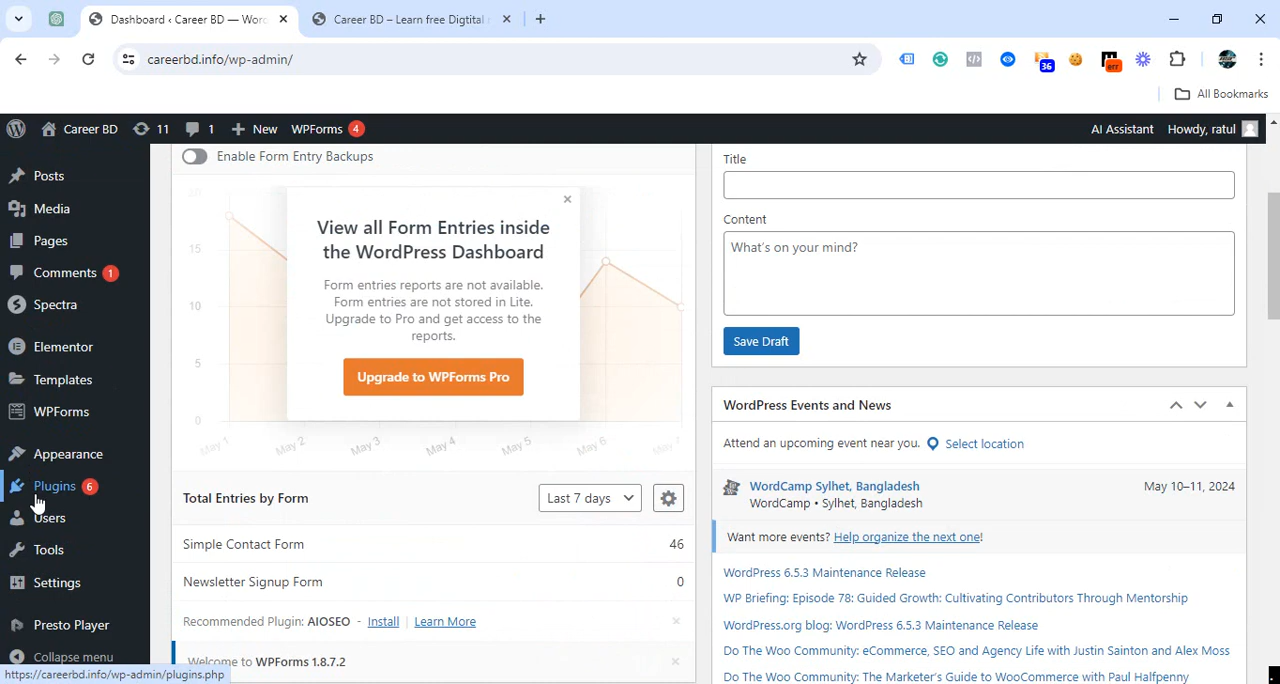 Dashboard ‹ Career BD — Wor
Career BD – Learn free Digital
careerbd.info/wp-admin/
36
err
All Bookmarks
Career BD
11
1
New
WPForms
4
AI Assistant
Howdy, ratul
Posts
Media
Pages
Comments
1
Spectra
Elementor
Templates
WPForms
Appearance
Plugins
6
Users
Tools
Settings
Presto Player
Collapse menu
https://careerbd.info/wp-admin/plugins.php
Enable Form Entry Backups
20
15
10
5
0
View all Form Entries inside
the WordPress Dashboard
Form entries reports are not available.
Form entries are not stored in Lite.
Upgrade to Pro and get access to the
reports.
Upgrade to WPForms Pro
May 1
May 2
May 3
May 4
May 5
May 6
May
Total Entries by Form
Last 7 days
Simple Contact Form
46
Newsletter Signup Form
0
Recommended Plugin: AIOSEO - Install Learn More
Welcome to WPForms 1.8.7.2
Title
Content
What's on your mind?
Save Draft
WordPress Events and News
Attend an upcoming event near you.
Select location
WordCamp Sylhet, Bangladesh
May 10–11, 2024
WordCamp • Sylhet, Bangladesh
Want more events? Help organize the next one!
WordPress 6.5.3 Maintenance Release
WP Briefing: Episode 78: Guided Growth: Cultivating Contributors Through Mentorship
WordPress.org blog: WordPress 6.5.3 Maintenance Release
Do The Woo Community: eCommerce, SEO and Agency Life with Justin Sainton and Alex Moss
Do The Woo Community: The Marketer's Guide to WooCommerce with Paul Halfpenny